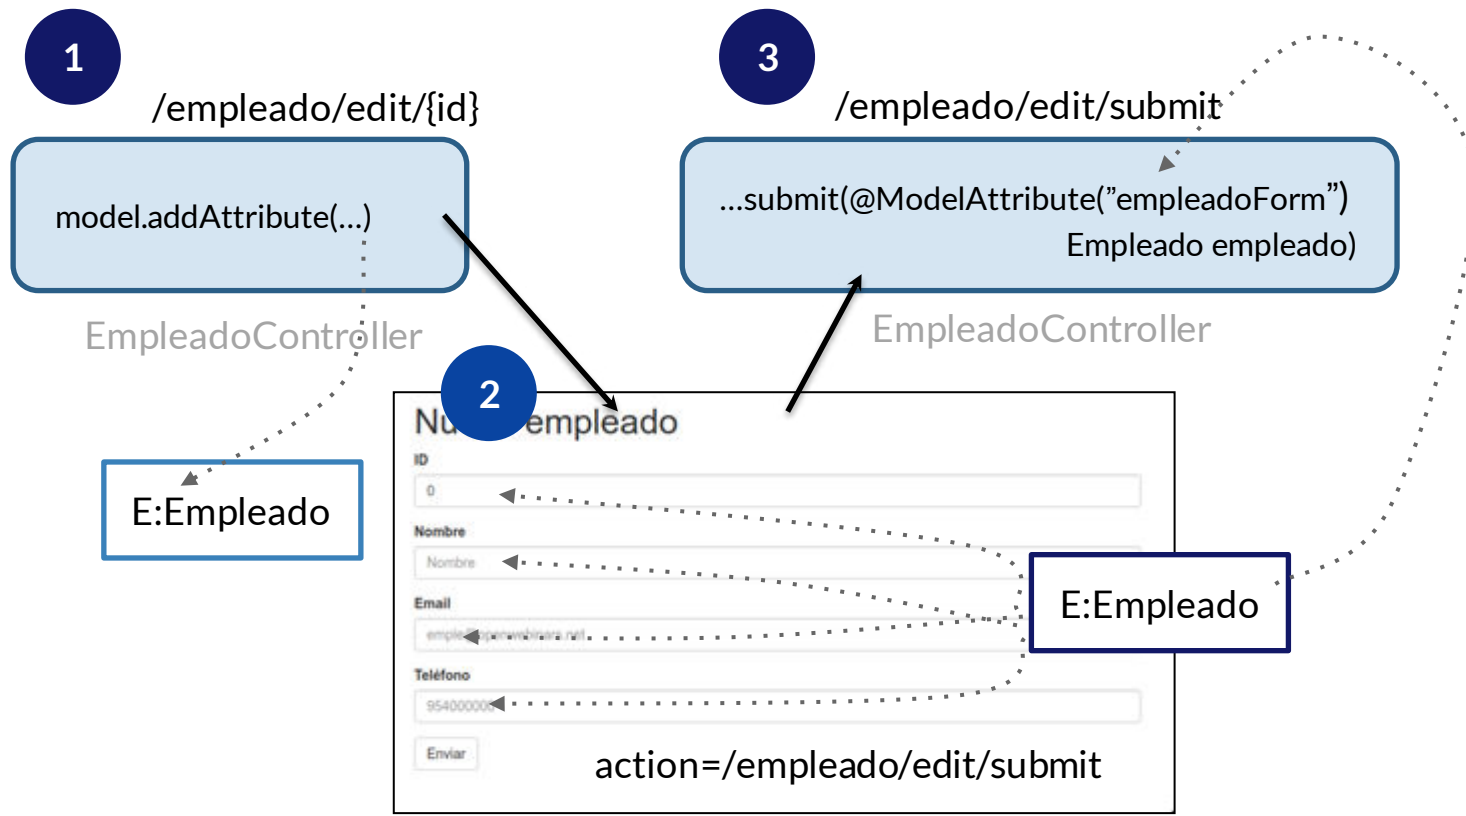 1
/empleado/edit/{id}
model.addAttribute(...)
EmpleadoController
E:Empleado
3
/empleado/edit/submit
...submit(@ModelAttribute("empleadoForm”)
Empleado empleado)
EmpleadoController
2
empleado
ID
0
Nombre
Nombre
Email
Teléfono
Enviar
E:Empleado
action=/empleado/edit/submit